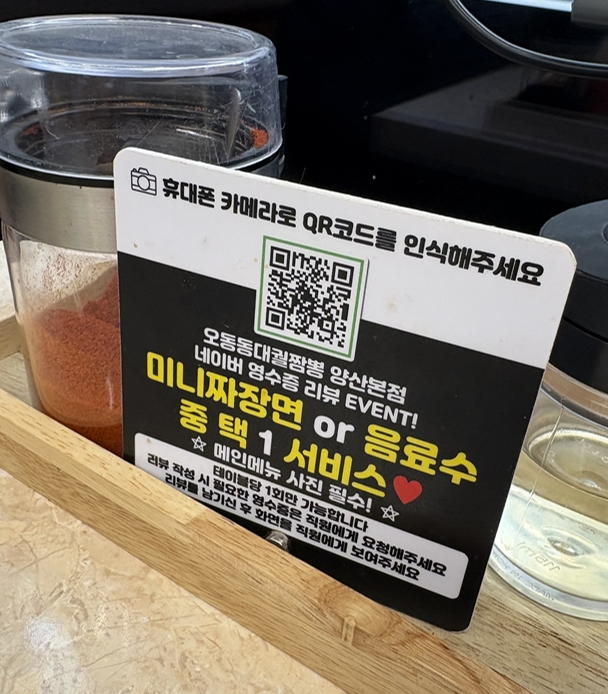 휴대폰 카메라로 QR코드를 인식해주세요
오동동대궐짬뽕 양산본점
네이버 영수증 리뷰 EVENT!
미니짜장면 or 음료수
중 택 1 서비스♥
☆ 메인메뉴 사진 필수! ☆
테이블당 1회만 가능합니다
리뷰 작성 시 필요한 영수증은 직원에게 요청해주세요
리뷰를 남기신 후 화면을 직원에게 보여주세요